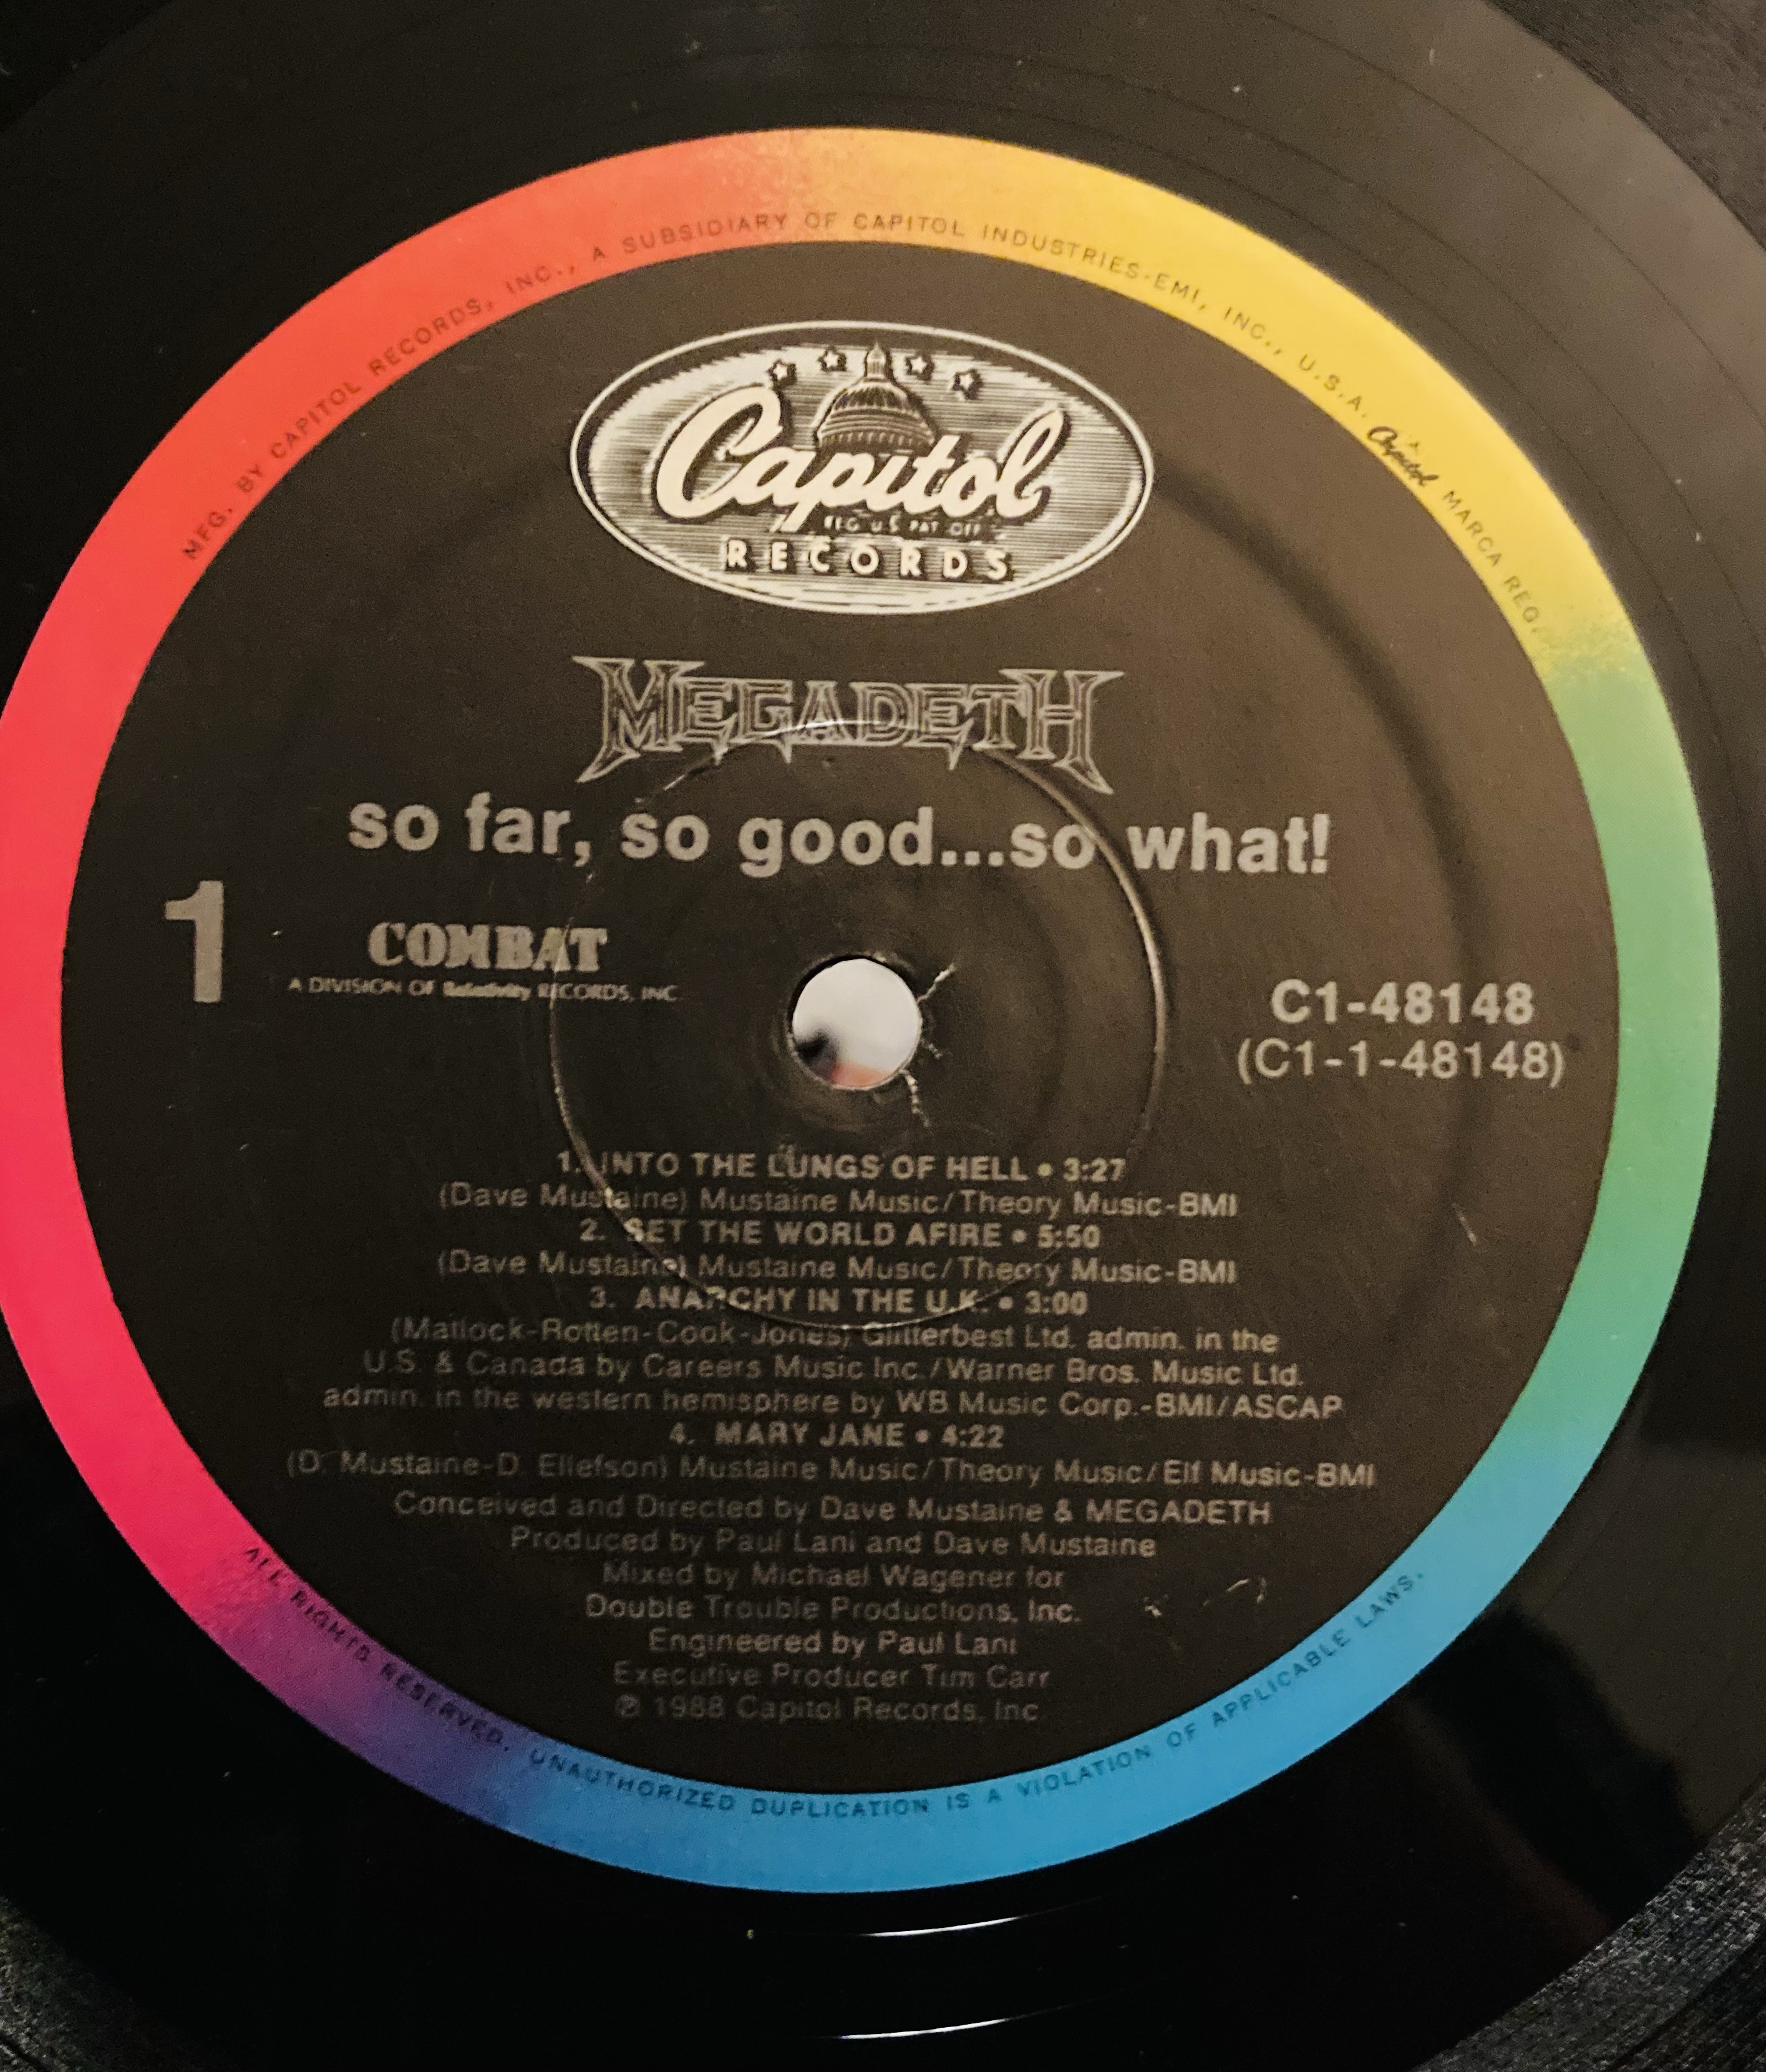 MFG. BY CAPITOL RECORDS, INC., A SUBSIDIARY OF CAPITOL INDUSTRIES-EMI, INC., U.S.A. Capitol MARCA REG.
Capitol
REG. U.S. PAT. OFF.
RECORDS
MEGADETH
so far, so good...so what!
1
COMBAT
A DIVISION OF Relativity RECORDS, INC.
C1-48148
(C1-1-48148)
1. INTO THE LUNGS OF HELL • 3:27
(Dave Mustaine) Mustaine Music/Theory Music-BMI
2. SET THE WORLD AFIRE • 5:50
(Dave Mustaine) Mustaine Music/Theory Music-BMI
3. ANARCHY IN THE U.K. • 3:00
(Matlock-Rotten-Cook-Jones) Glitterbest Ltd. admin. in the
U.S. & Canada by Careers Music Inc./Warner Bros. Music Ltd.
admin. in the western hemisphere by WB Music Corp.-BMI/ASCAP
4. MARY JANE • 4:22
(D. Mustaine-D. Ellefson) Mustaine Music/Theory Music/Elf Music-BMI
Conceived and Directed by Dave Mustaine & MEGADETH
Produced by Paul Lani and Dave Mustaine
Mixed by Michael Wagener for
Double Trouble Productions, Inc.
Engineered by Paul Lani
Executive Producer Tim Carr
℗ 1988 Capitol Records, Inc.
ALL RIGHTS RESERVED. UNAUTHORIZED DUPLICATION IS A VIOLATION OF APPLICABLE LAWS.